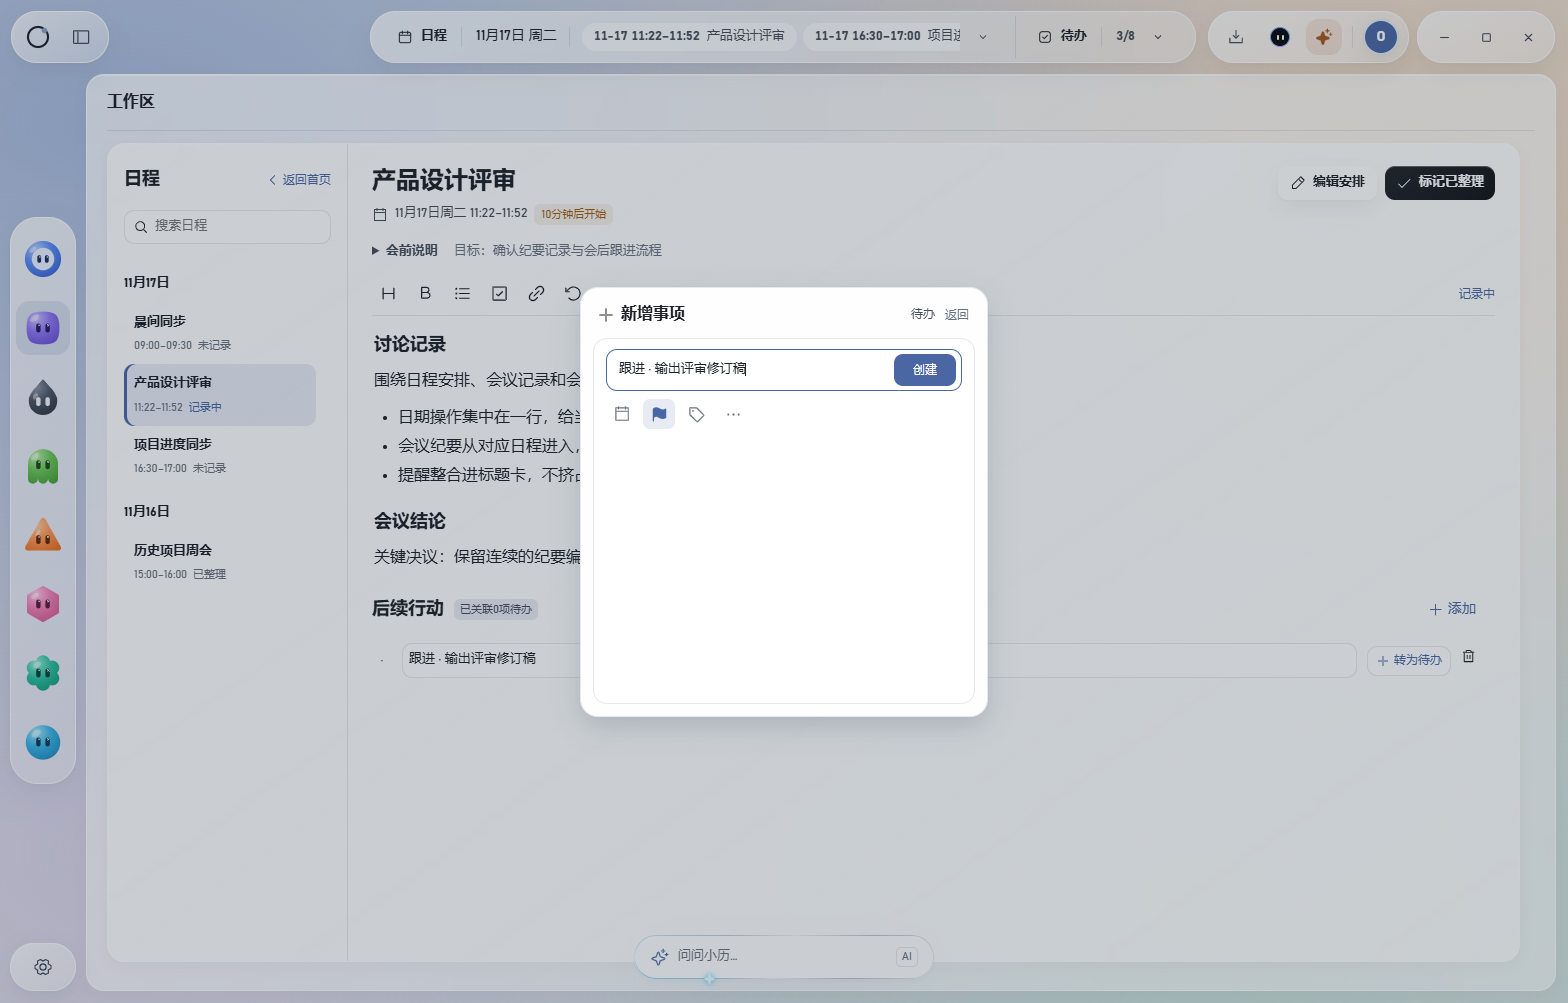 日程
11月17日 周二
11-17 11:22-11:52 产品设计评审
11-17 16:30-17:00 项目
待办
3/8
0
工作区
日程
返回首页
搜索日程
11月17日
晨间同步
09:00-09:30 未记录
产品设计评审
11:22-11:52 记录中
项目进度同步
16:30-17:00 未记录
11月16日
历史项目周会
15:00-16:00 已整理
产品设计评审
11月17日周二 11:22-11:52 10分钟后开始
编辑安排
标记已整理
会前说明 目标：确认纪要记录与会后跟进流程
H B
记录中
讨论记录
围绕日程安排、会议记录和会
• 日期操作集中在一行，给
• 会议纪要从对应日程进入，
• 提醒整合进标题卡，不挤
会议结论
关键决议：保留连续的纪要编
后续行动 已关联0项待办
添加
· 跟进 · 输出评审修订稿
转为待办
新增事项
待办 返回
跟进 · 输出评审修订稿
创建
问问小历...
AI